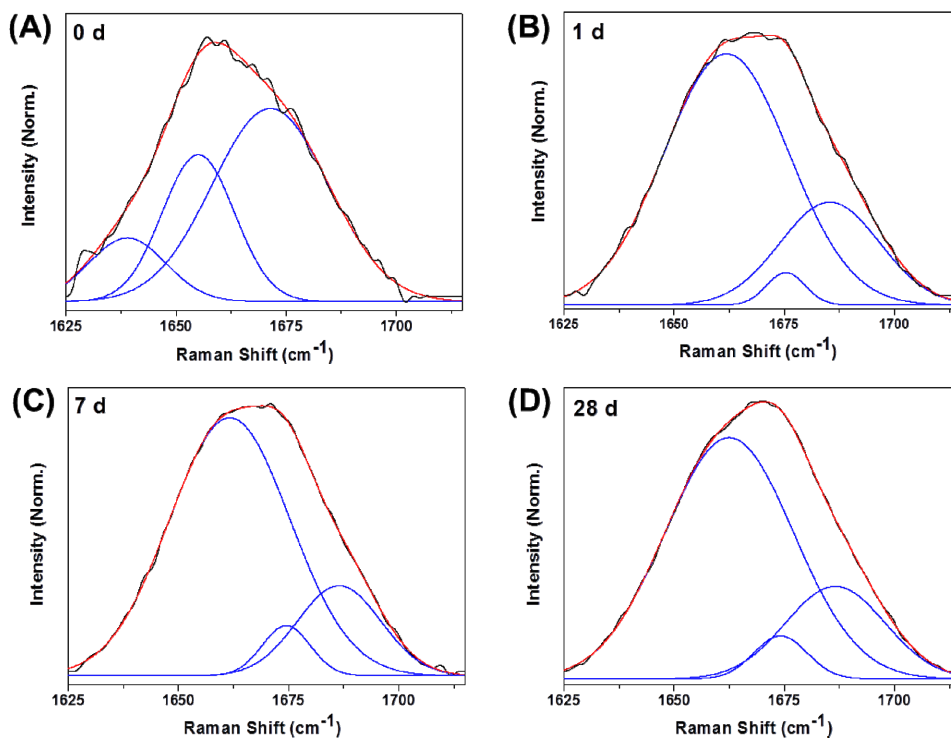 (A)
0 d
Intensity (Norm.)
1625 1650 1675 1700
Raman Shift (cm⁻¹)
(B)
1 d
Intensity (Norm.)
1625 1650 1675 1700
Raman Shift (cm⁻¹)
(C)
7 d
Intensity (Norm.)
1625 1650 1675 1700
Raman Shift (cm⁻¹)
(D)
28 d
Intensity (Norm.)
1625 1650 1675 1700
Raman Shift (cm⁻¹)